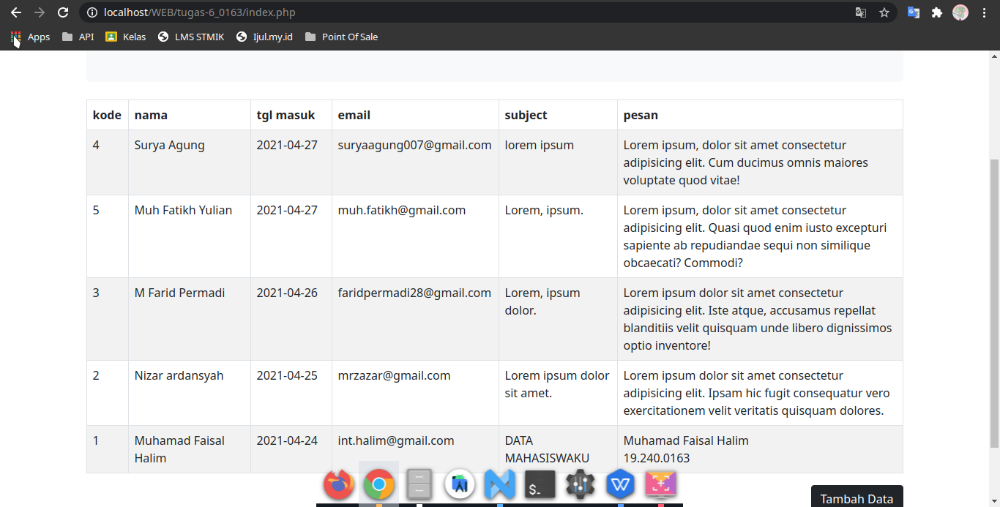 localhost/WEB/tugas-6_0163/index.php
Apps API Kelas LMS STMIK Ijul.my.id Point Of Sale
kode nama tgl masuk email subject pesan
4 Surya Agung 2021-04-27 suryaagung007@gmail.com lorem ipsum Lorem ipsum, dolor sit amet consectetur
adipisicing elit. Cum ducimus omnis maiores
voluptate quod vitae!
5 Muh Fatikh Yulian 2021-04-27 muh.fatikh@gmail.com Lorem, ipsum. Lorem ipsum, dolor sit amet consectetur
adipisicing elit. Quasi quod enim iusto excepturi
sapiente ab repudiandae sequi non similique
obcaecati? Commodi?
3 M Farid Permadi 2021-04-26 faridpermadi28@gmail.com Lorem, ipsum Lorem ipsum dolor sit amet consectetur
dolor. adipisicing elit. Iste atque, accusamus repellat
blanditiis velit quisquam unde libero dignissimos
optio inventore!
2 Nizar ardansyah 2021-04-25 mrzazar@gmail.com Lorem ipsum dolor Lorem ipsum dolor sit amet consectetur
sit amet. adipisicing elit. Ipsam hic fugit consequatur vero
exercitationem velit veritatis quisquam dolores.
1 Muhamad Faisal 2021-04-24 int.halim@gmail.com DATA Muhamad Faisal Halim
Halim MAHASISWAKU 19.240.0163
AI $_ W
Tambah Data